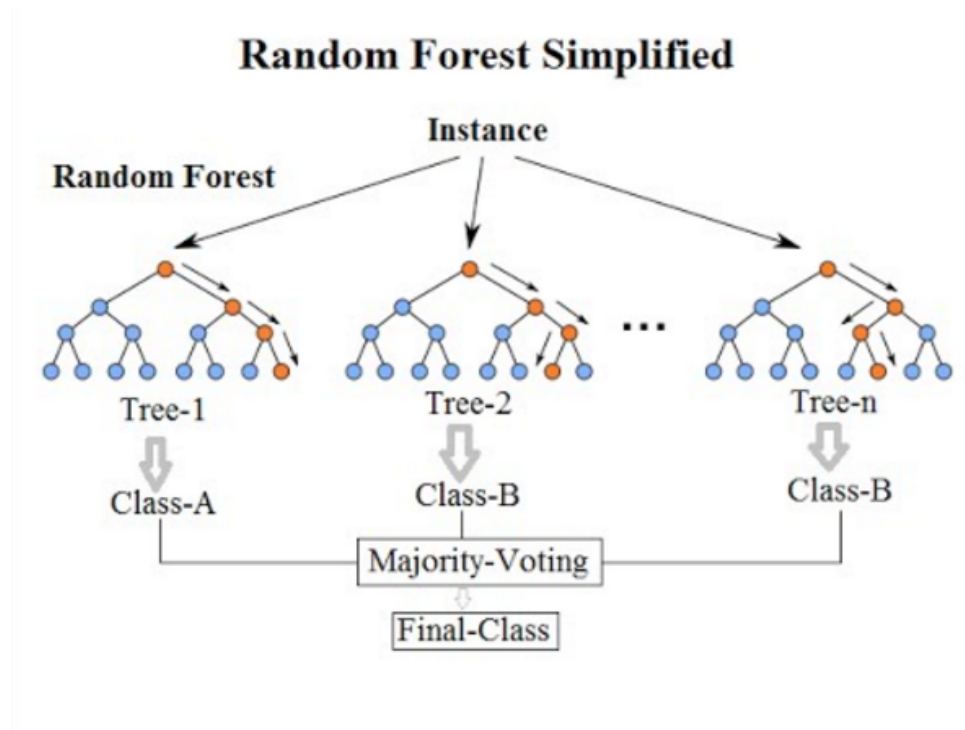 Random Forest Simplified
Instance
Random Forest
...
Tree-1
Tree-2
Tree-n
Class-A
Class-B
Class-B
Majority-Voting
Final-Class